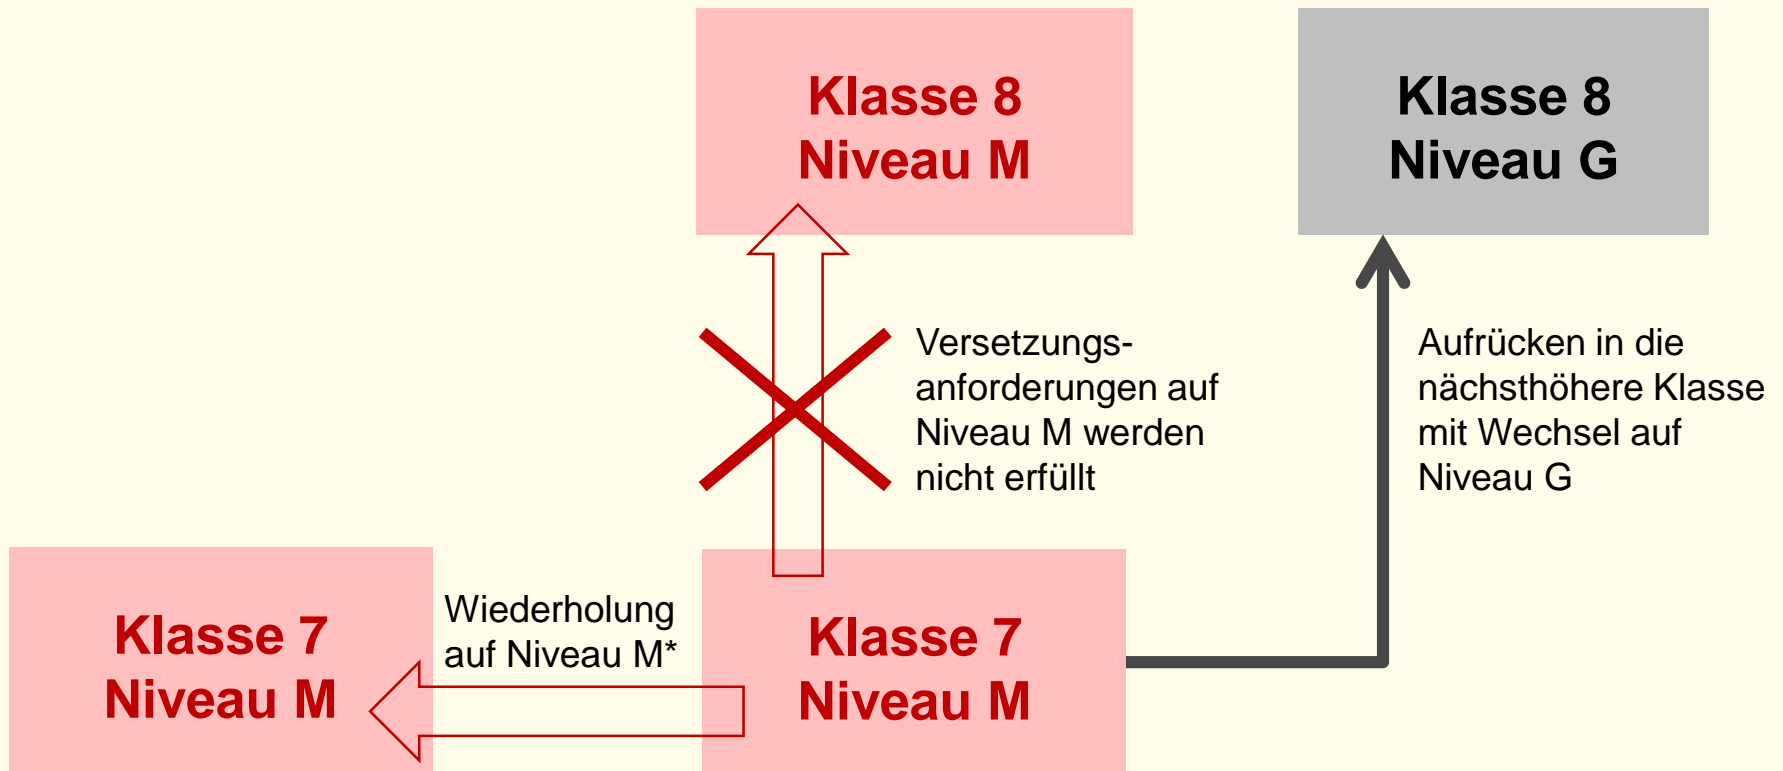 Klasse 8
Niveau M
Klasse 8
Niveau G
Versetzungs-
anforderungen auf
Niveau M werden
nicht erfüllt
Aufrücken in die
nächsthöhere Klasse
mit Wechsel auf
Niveau G
Klasse 7
Niveau M
Wiederholung
auf Niveau M*
Klasse 7
Niveau M